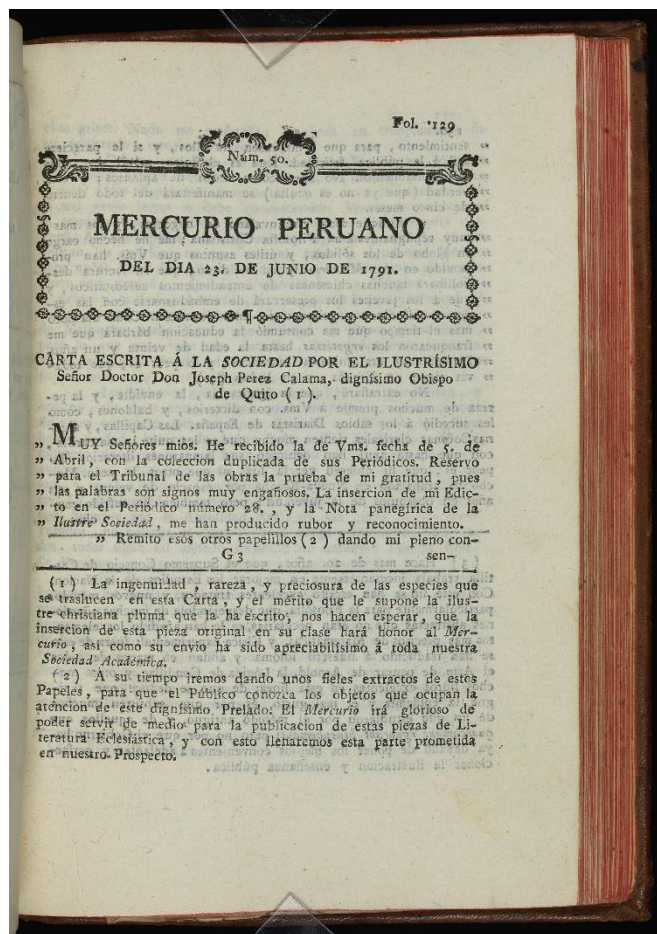 Fol. 129
Núm. 50.
MERCURIO PERUANO
DEL DIA 23. DE JUNIO DE 1791.
CARTA ESCRITA Á LA SOCIEDAD POR EL ILUSTRÍSIMO
Señor Doctor Don Joseph Perez Calama, dignísimo Obispo
de Quito (1).
„ MUY Señores mios. He recibido la de Vms. fecha de 5. de
„ Abril, con la coleccion duplicada de sus Periódicos. Reservo
„ para el Tribunal de las obras la prueba de mi gratitud, pues
„ las palabras son signos muy engañosos. La insercion de mi Edic-
„ to en el Periódico número 28., y la Nota panegírica de la
„ Ilustre Sociedad, me han producido rubor y reconocimiento.
„ Remito esos otros papelillos (2) dando mi pleno con-
G 3
sen-
(1) La ingenuidad, rareza, y preciosura de las especies que
se traslucen en esta Carta, y el mérito que le supone la ilus-
tre christiana pluma que la ha escrito, nos hacen esperar, que la
insercion de esta pieza original en su clase hará honor al Mer-
curio, así como su envio ha sido apreciabilísimo á toda nuestra
Sociedad Académica.
(2) A su tiempo iremos dando unos fieles extractos de estos
Papeles, para que el Público conozca los objetos que ocupan la
atencion de este dignísimo Prelado. El Mercurio irá glorioso de
poder servir de medio para la publicacion de estas piezas de Li-
teratura Eclesiástica, y con esto llenaremos esta parte prometida
en nuestro Prospecto.